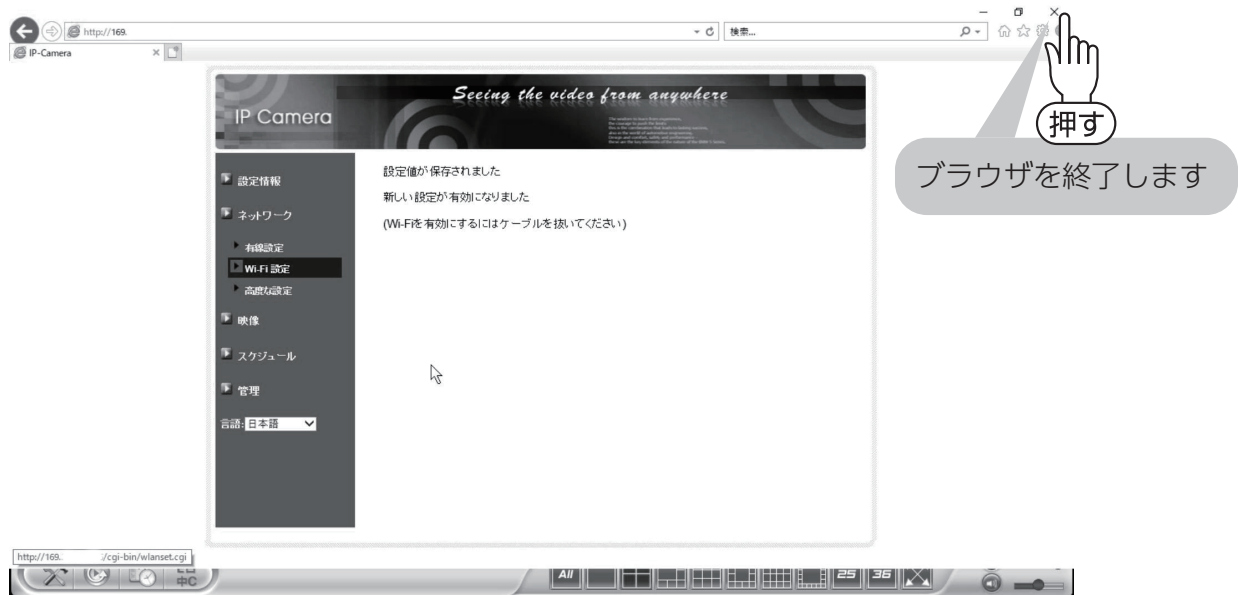 http://169.
検索...
IP-Camera
IP Camera
Seeing the video from anywhere
押す
ブラウザを終了します
設定情報
ネットワーク
有線設定
Wi-Fi 設定
高度な設定
映像
スケジュール
管理
言語: 日本語
設定値が保存されました
新しい設定が有効になりました
(Wi-Fiを有効にするにはケーブルを抜いてください)
http://169. /cgi-bin/wlanset.cgi
All
25
36